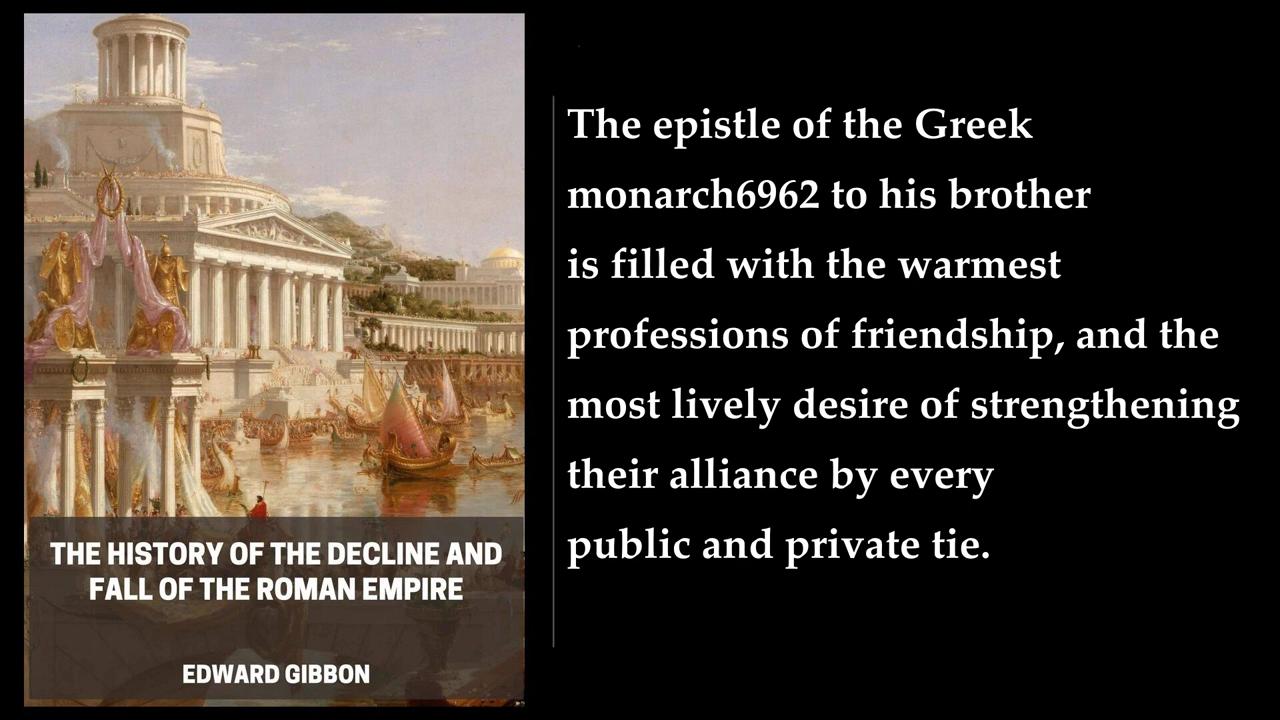 THE HISTORY OF THE DECLINE AND
FALL OF THE ROMAN EMPIRE
EDWARD GIBBON
The epistle of the Greek
monarch6962 to his brother
is filled with the warmest
professions of friendship, and the
most lively desire of strengthening
their alliance by every
public and private tie.